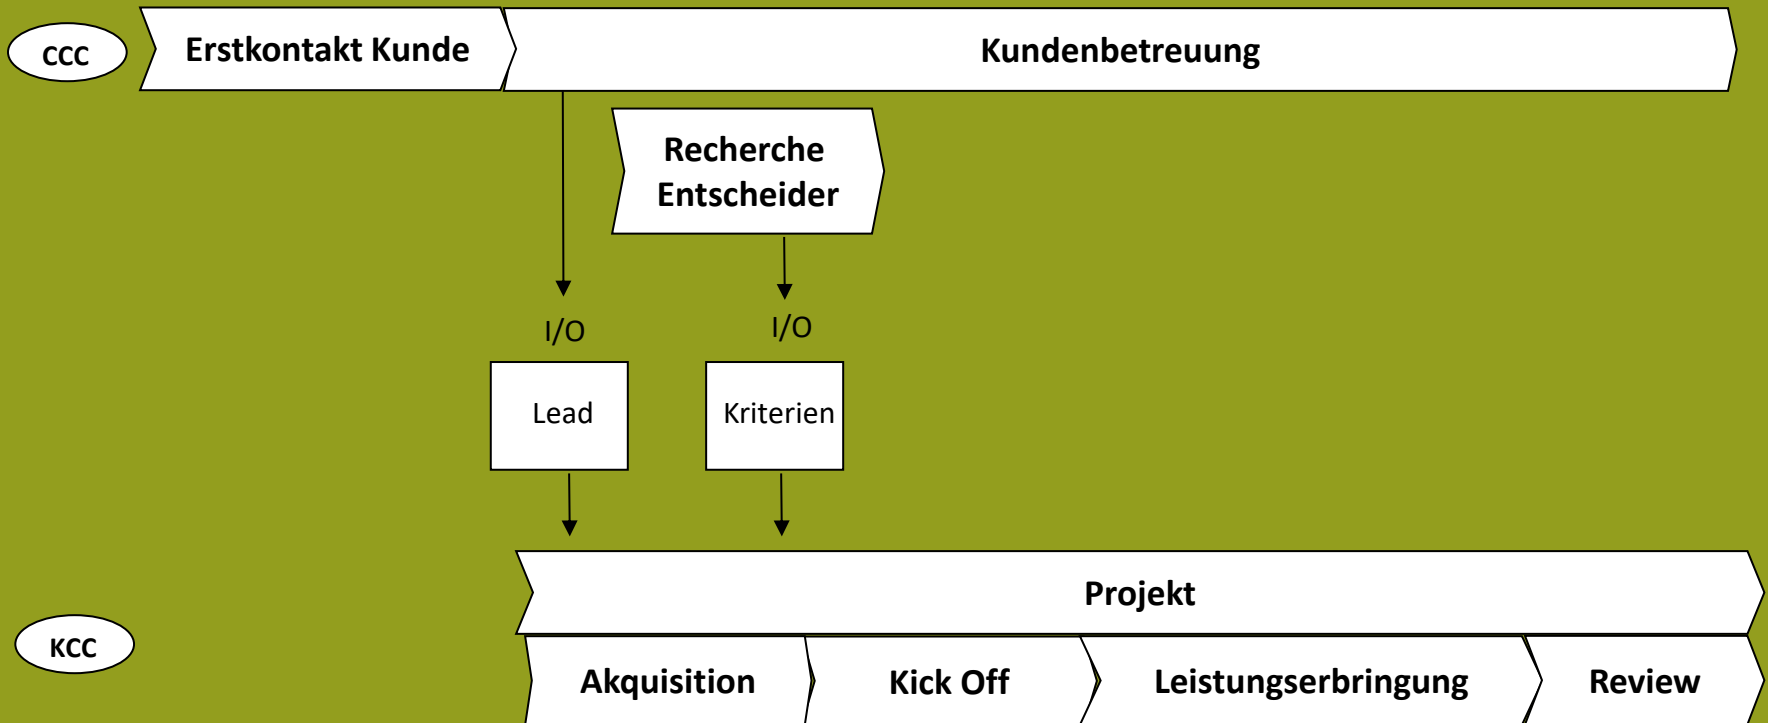 CCC
Erstkontakt Kunde
Kundenbetreuung
Recherche
Entscheider
I/O
I/O
Lead
Kriterien
Projekt
KCC
Akquisition
Kick Off
Leistungserbringung
Review